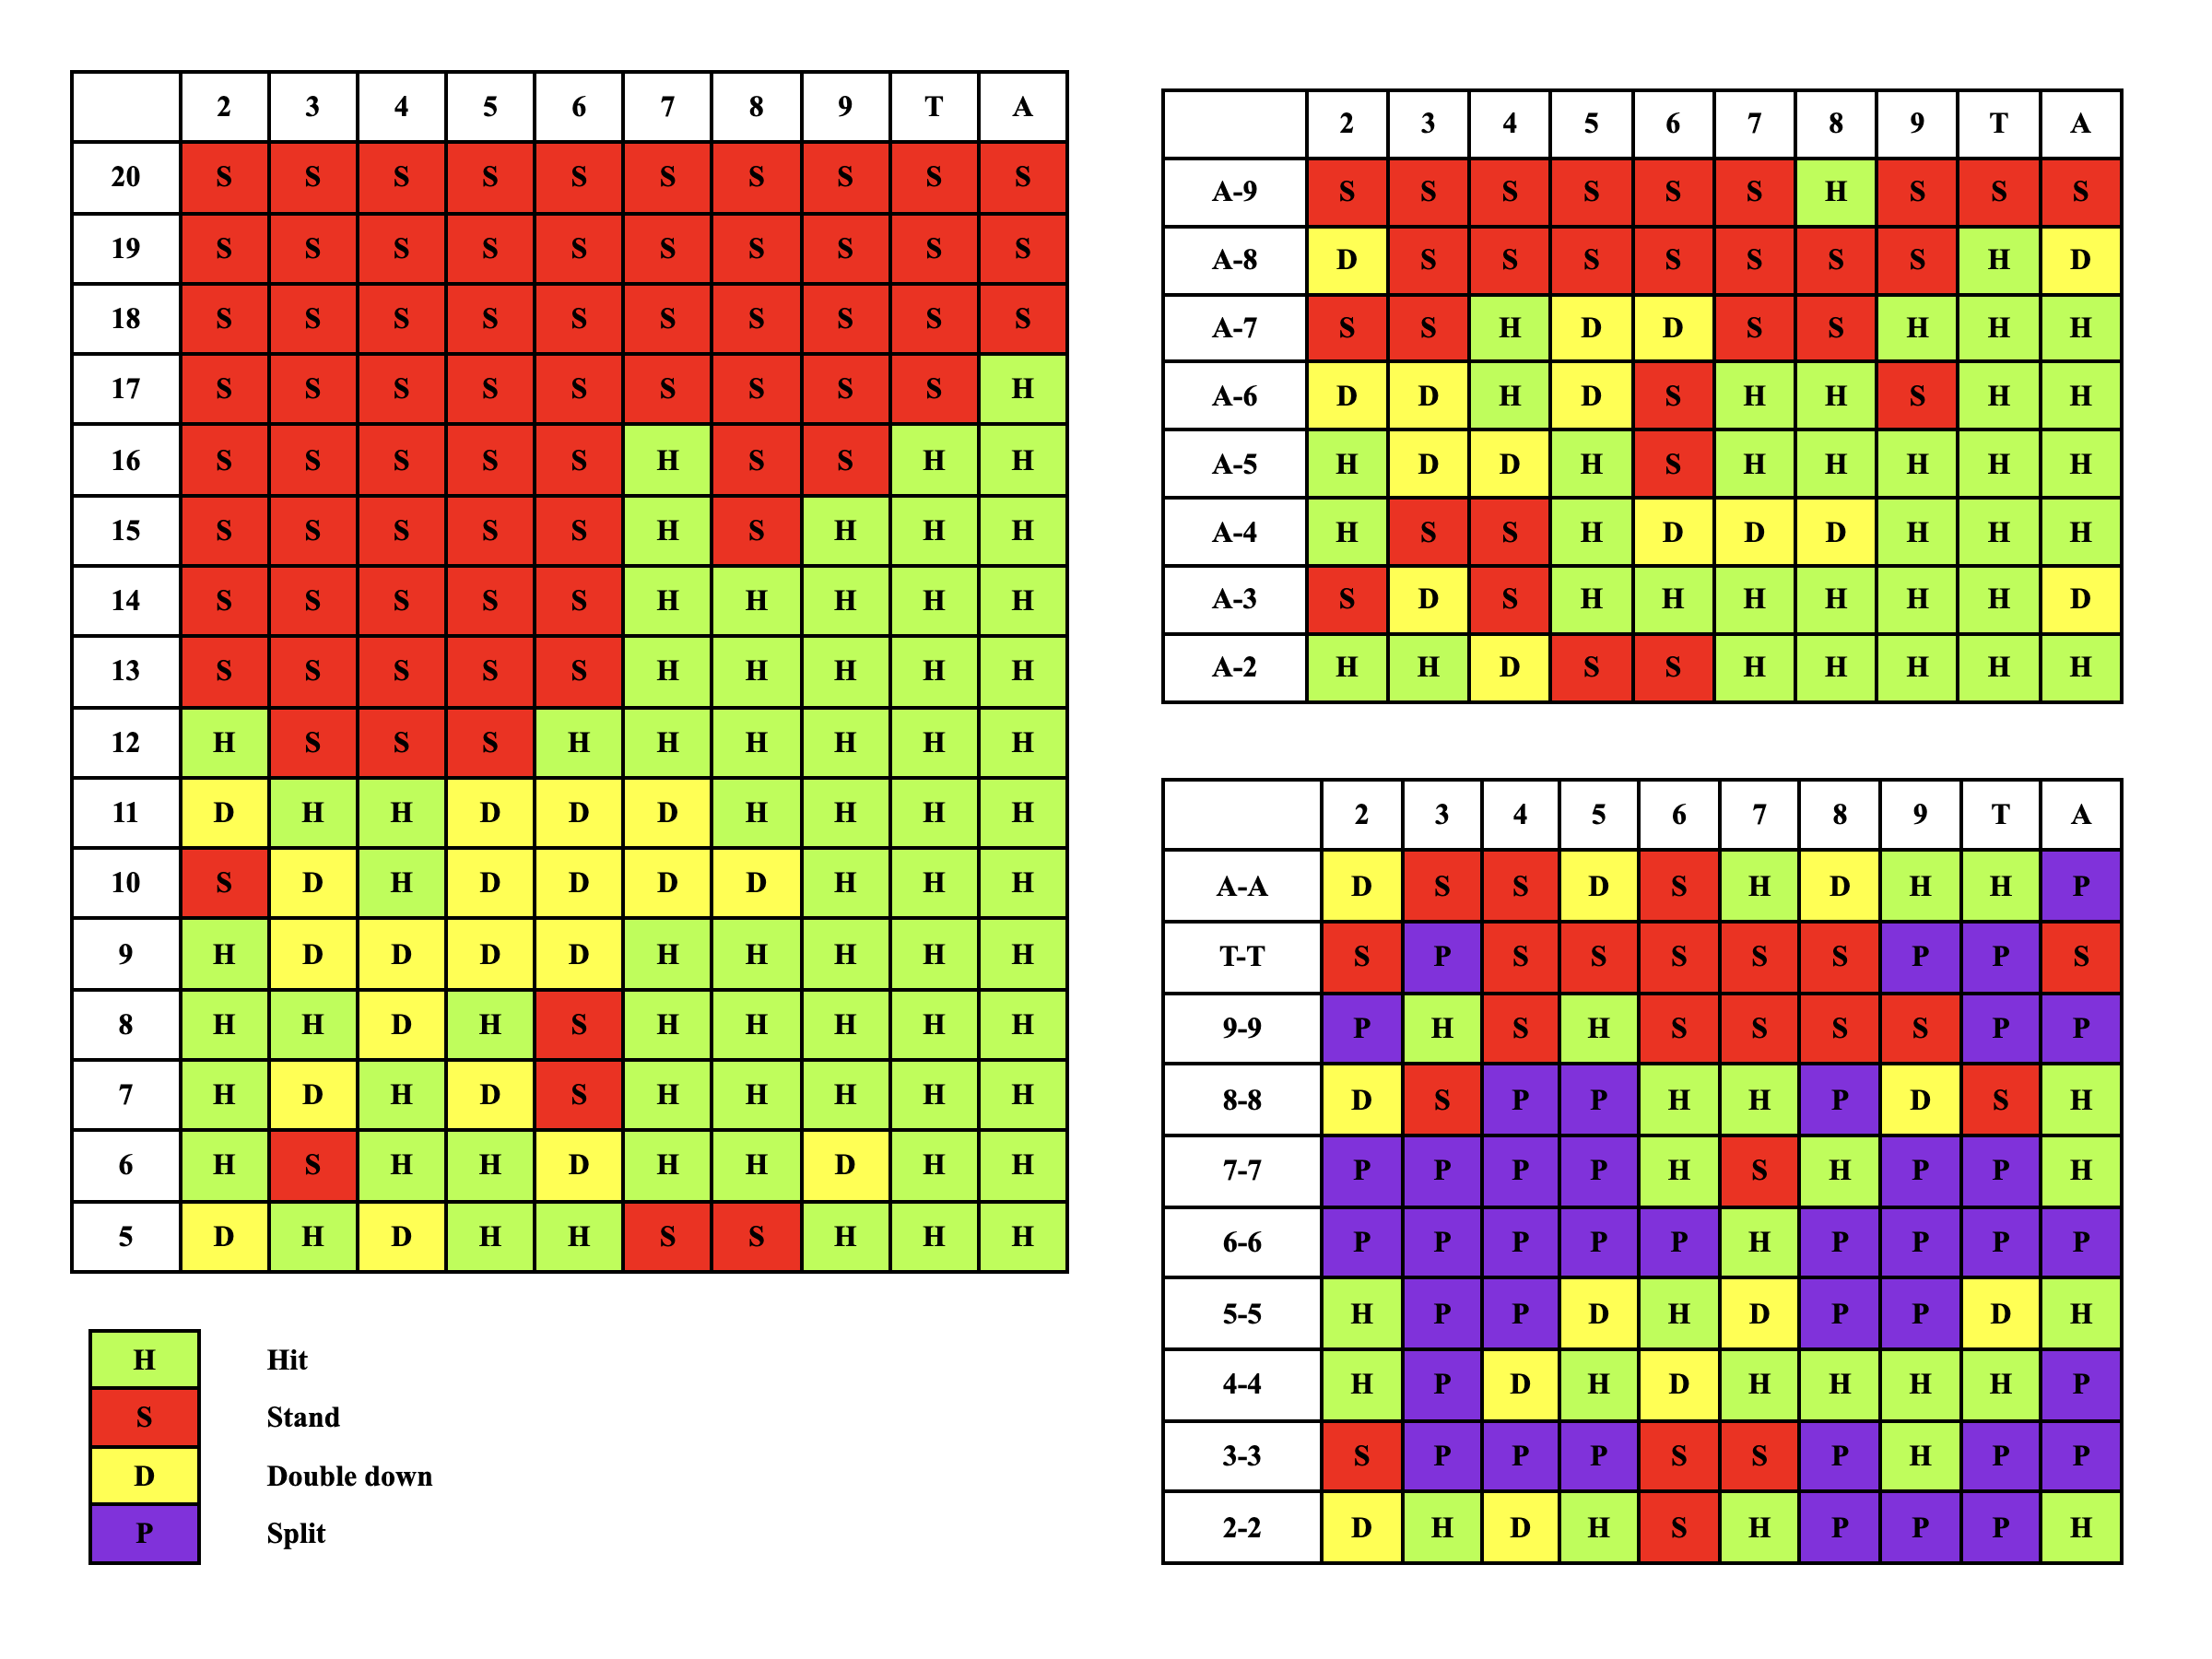 2 3 4 5 6 7 8 9 T A
20 S S S S S S S S S S
19 S S S S S S S S S S
18 S S S S S S S S S S
17 S S S S S S S S S H
16 S S S S S H S S H H
15 S S S S S H S H H H
14 S S S S S H H H H H
13 S S S S S H H H H H
12 H S S S H H H H H H
11 D H H D D D H H H H
10 S D H D D D D H H H
9 H D D D D H H H H H
8 H H D H S H H H H H
7 H D H D S H H H H H
6 H S H H D H H D H H
5 D H D H H S S H H H
H Hit
S Stand
D Double down
P Split
2 3 4 5 6 7 8 9 T A
A-9 S S S S S S H S S S
A-8 D S S S S S S S H D
A-7 S S H D D S S H H H
A-6 D D H D S H H S H H
A-5 H D D H S H H H H H
A-4 H S S H D D D H H H
A-3 S D S H H H H H H D
A-2 H H D S S H H H H H
2 3 4 5 6 7 8 9 T A
A-A D S S D S H D H H P
T-T S P S S S S S P P S
9-9 P H S H S S S S P P
8-8 D S P P H H P D S H
7-7 P P P P H S H P P H
6-6 P P P P P H P P P P
5-5 H P P D H D P P D H
4-4 H P D H D H H H H P
3-3 S P P P S S P H P P
2-2 D H D H S H P P P H